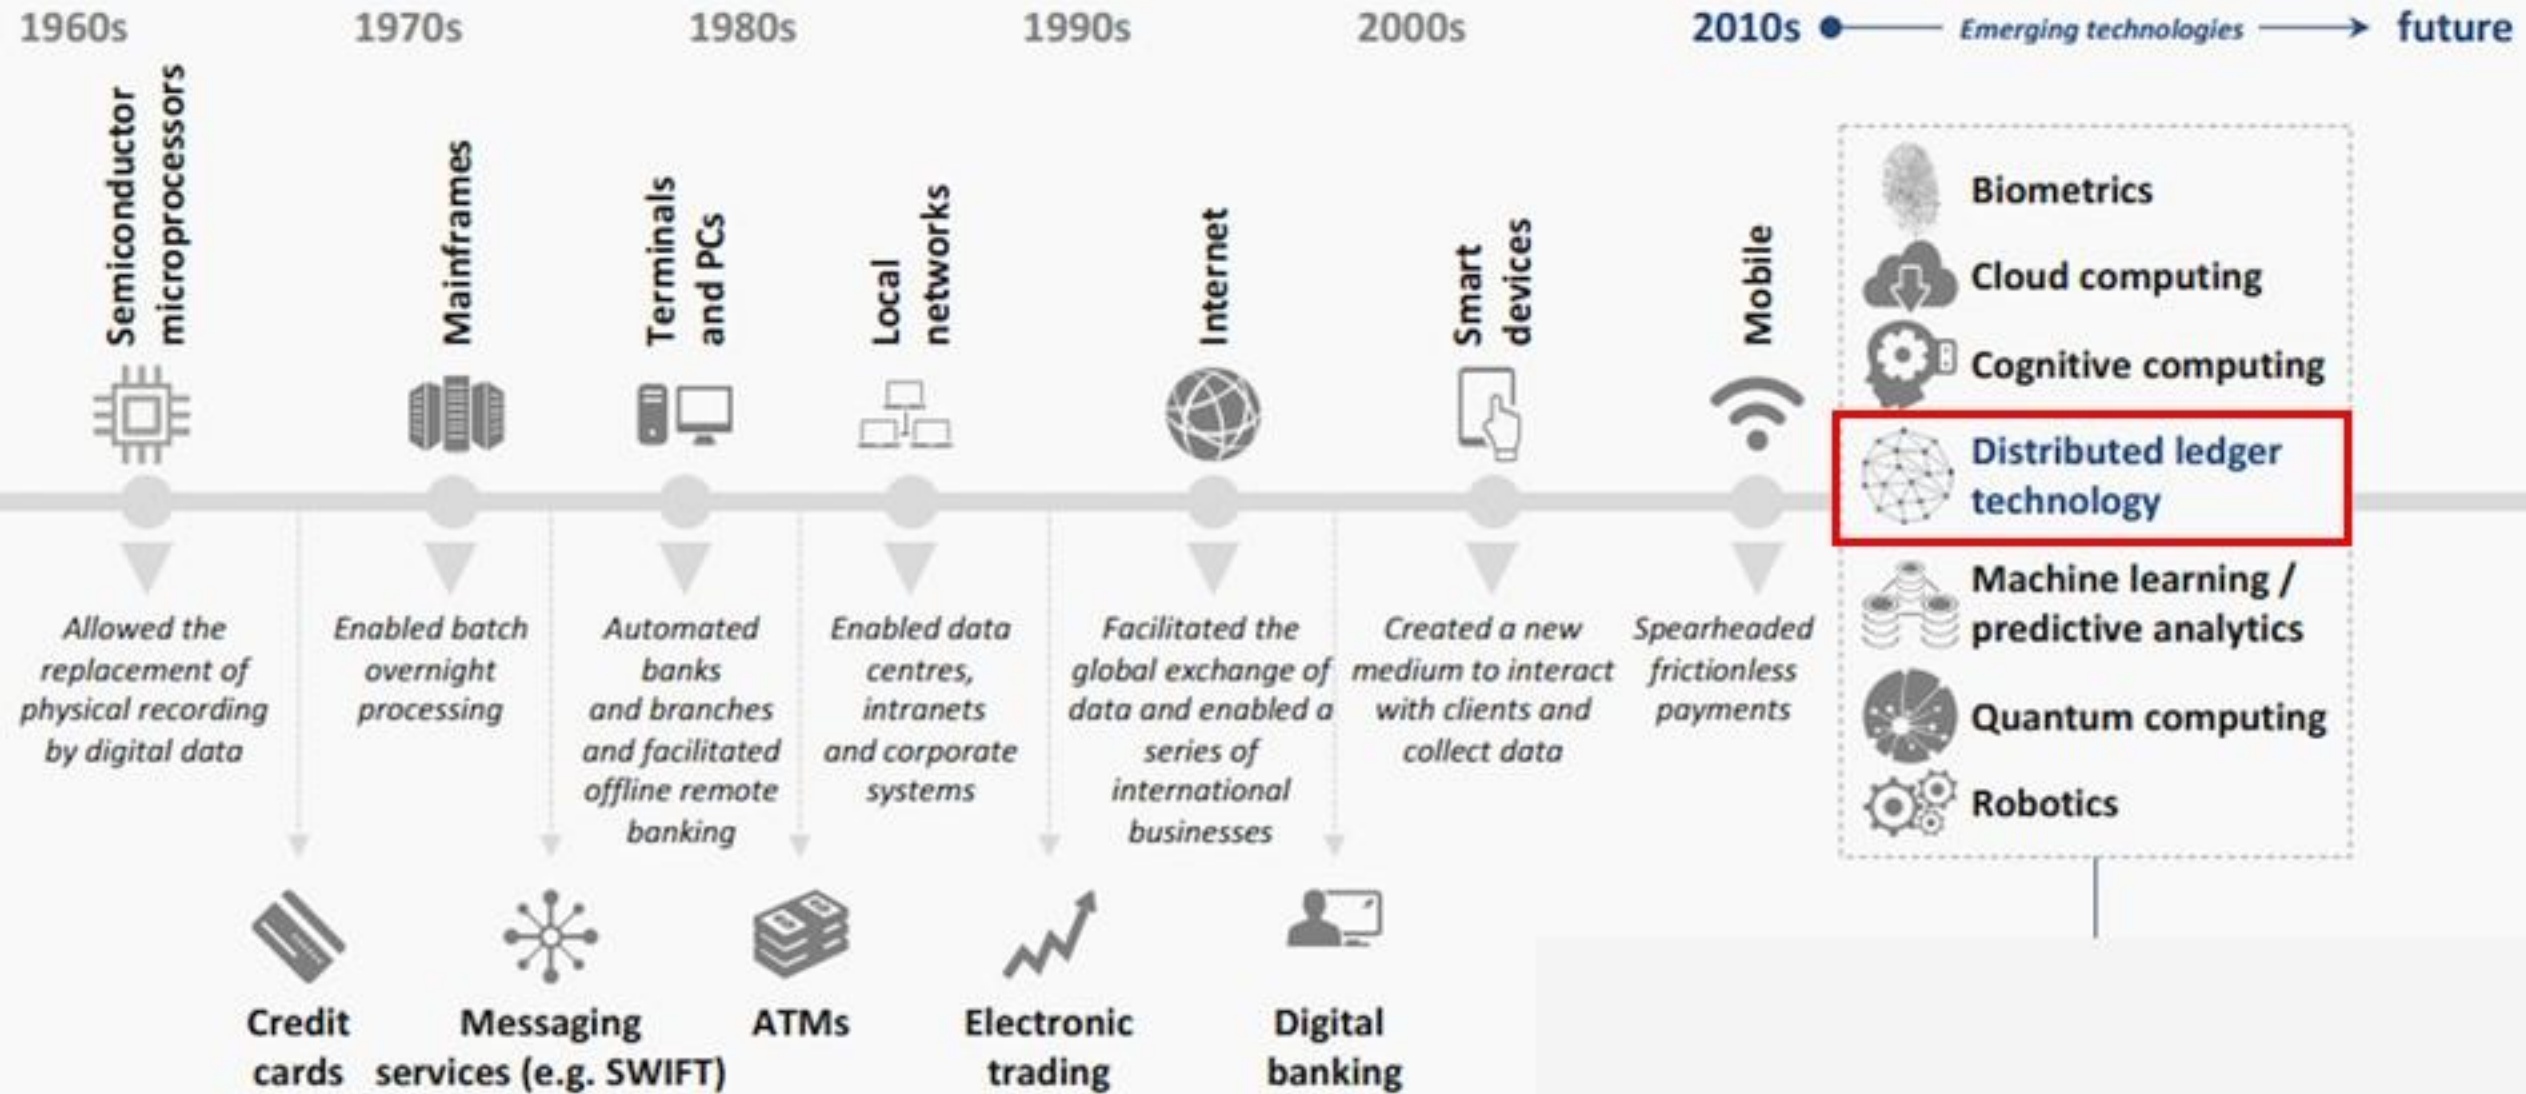 1960s
1970s
1980s
1990s
2000s
2010s
Emerging technologies
future
Semiconductor
microprocessors
Mainframes
Terminals
and PCs
Local
networks
Internet
Smart
devices
Mobile
Biometrics
Cloud computing
Cognitive computing
Distributed ledger
technology
Machine learning /
predictive analytics
Quantum computing
Robotics
Allowed the
replacement of
physical recording
by digital data
Enabled batch
overnight
processing
Automated
banks
and branches
and facilitated
offline remote
banking
Enabled data
centres,
intranets
and corporate
systems
Facilitated the
global exchange of
data and enabled a
series of
international
businesses
Created a new
medium to interact
with clients and
collect data
Spearheaded
frictionless
payments
Credit
cards
Messaging
services (e.g. SWIFT)
ATMs
Electronic
trading
Digital
banking